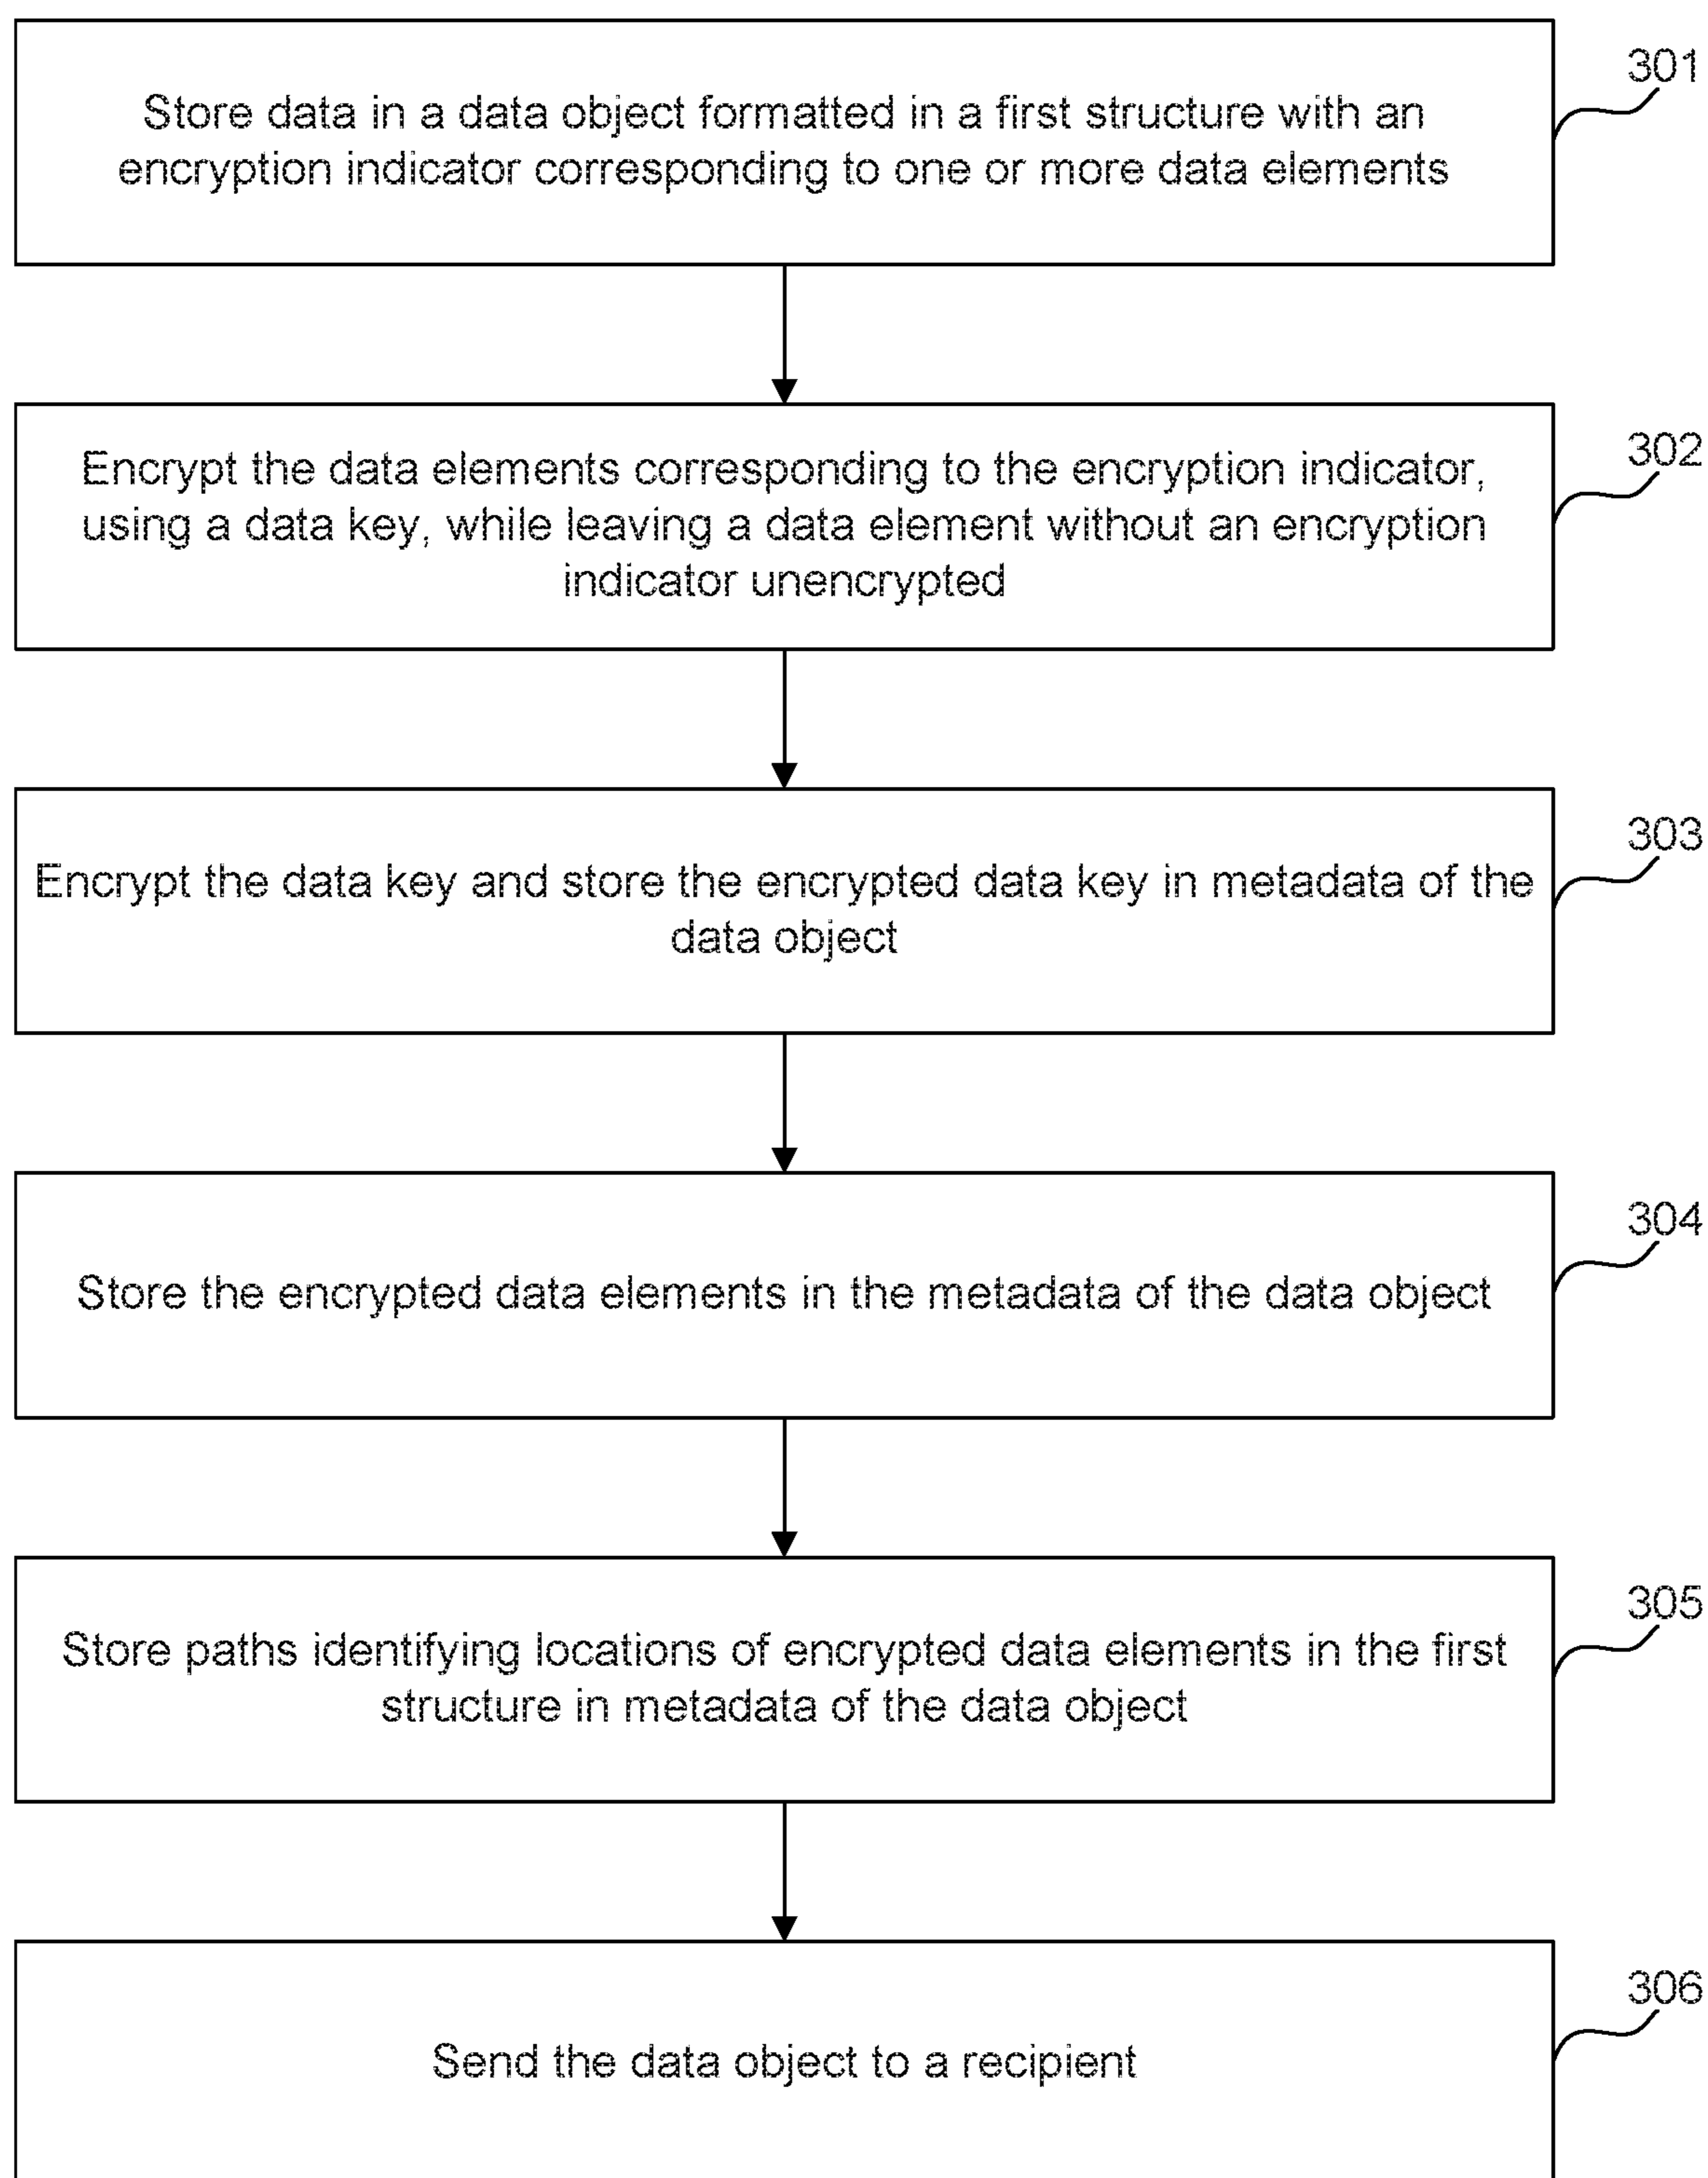 301
Store data in a data object formatted in a first structure with an
encryption indicator corresponding to one or more data elements
302
Encrypt the data elements corresponding to the encryption indicator,
using a data key, while leaving a data element without an encryption
indicator unencrypted
303
Encrypt the data key and store the encrypted data key in metadata of the
data object
304
Store the encrypted data elements in the metadata of the data object
305
Store paths identifying locations of encrypted data elements in the first
structure in metadata of the data object
306
Send the data object to a recipient